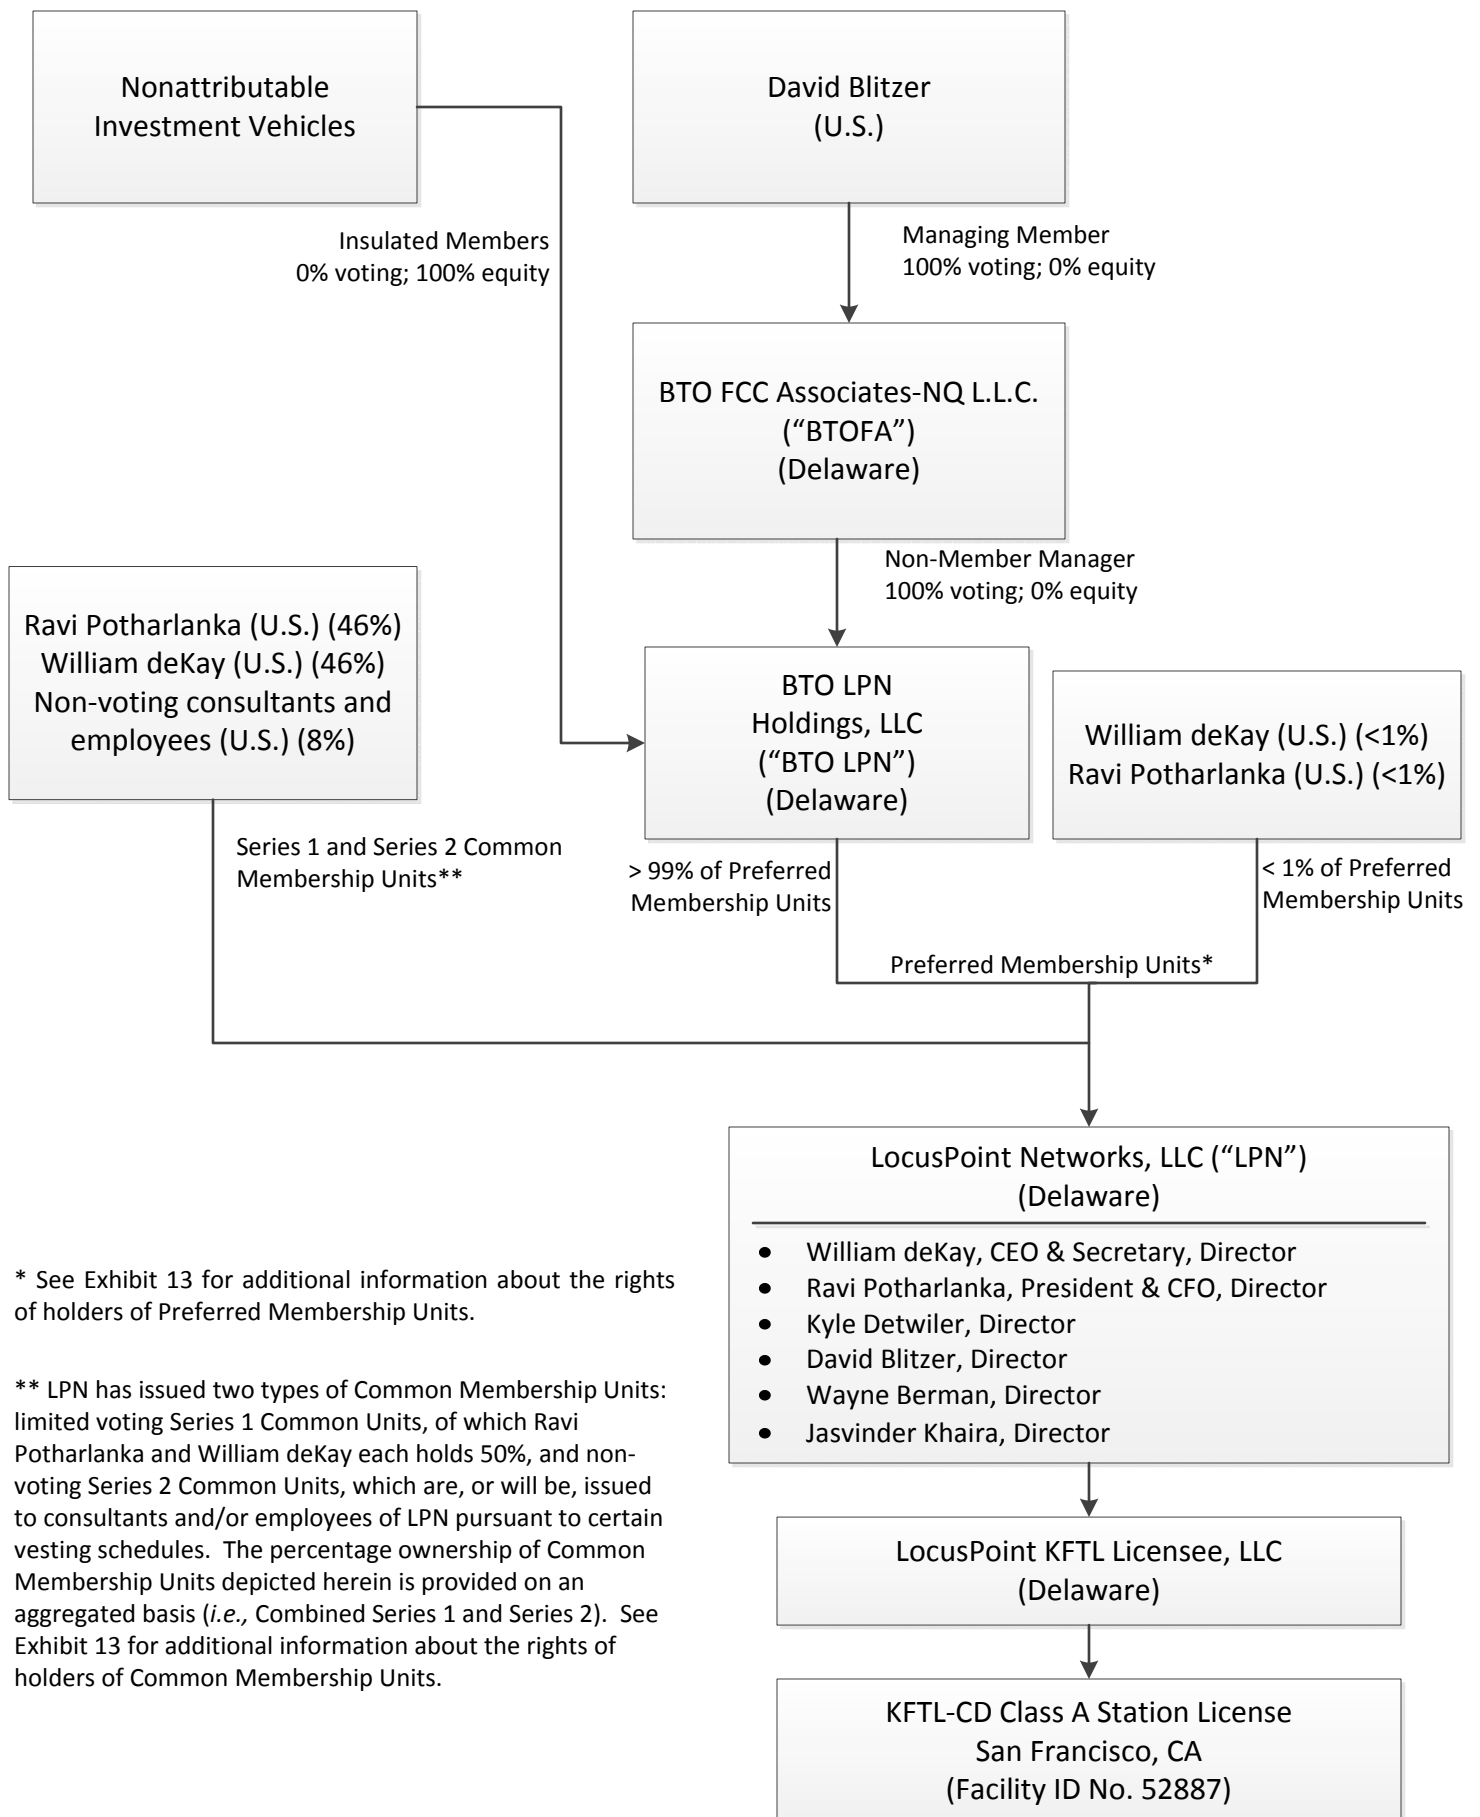 Nonattributable
Investment Vehicles
David Blitzer
(U.S.)
Insulated Members
0% voting; 100% equity
Managing Member
100% voting; 0% equity
BTO FCC Associates-NQ L.L.C.
(“BTOFA”)
(Delaware)
Non-Member Manager
100% voting; 0% equity
Ravi Potharlanka (U.S.) (46%)
William deKay (U.S.) (46%)
Non-voting consultants and
employees (U.S.) (8%)
BTO LPN
Holdings, LLC
(“BTO LPN”)
(Delaware)
William deKay (U.S.) (<1%)
Ravi Potharlanka (U.S.) (<1%)
Series 1 and Series 2 Common
Membership Units**
> 99% of Preferred
Membership Units
< 1% of Preferred
Membership Units
Preferred Membership Units*
LocusPoint Networks, LLC (“LPN”)
(Delaware)
• William deKay, CEO & Secretary, Director
• Ravi Potharlanka, President & CFO, Director
• Kyle Detwiler, Director
• David Blitzer, Director
• Wayne Berman, Director
• Jasvinder Khaira, Director
* See Exhibit 13 for additional information about the rights
of holders of Preferred Membership Units.
** LPN has issued two types of Common Membership Units:
limited voting Series 1 Common Units, of which Ravi
Potharlanka and William deKay each holds 50%, and non-
voting Series 2 Common Units, which are, or will be, issued
to consultants and/or employees of LPN pursuant to certain
vesting schedules.  The percentage ownership of Common
Membership Units depicted herein is provided on an
aggregated basis (i.e., Combined Series 1 and Series 2).  See
Exhibit 13 for additional information about the rights of
holders of Common Membership Units.
LocusPoint KFTL Licensee, LLC
(Delaware)
KFTL-CD Class A Station License
San Francisco, CA
(Facility ID No. 52887)